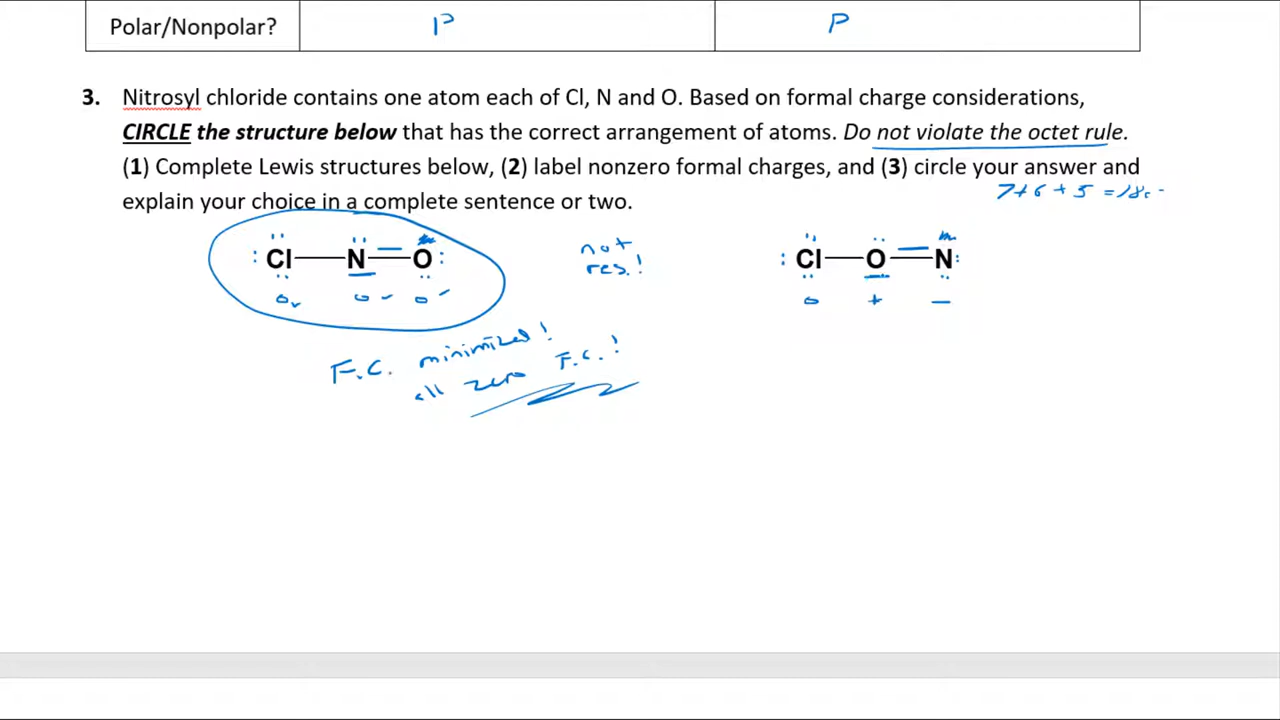 Polar/Nonpolar? P P
3. Nitrosyl chloride contains one atom each of Cl, N and O. Based on formal charge considerations,
CIRCLE the structure below that has the correct arrangement of atoms. Do not violate the octet rule.
(1) Complete Lewis structures below, (2) label nonzero formal charges, and (3) circle your answer and
explain your choice in a complete sentence or two.
7+6+5=18e-
Cl N O
not
res.!
Cl O N
0 0 0
0 + -
F.C. minimized!
all zero F.C.!